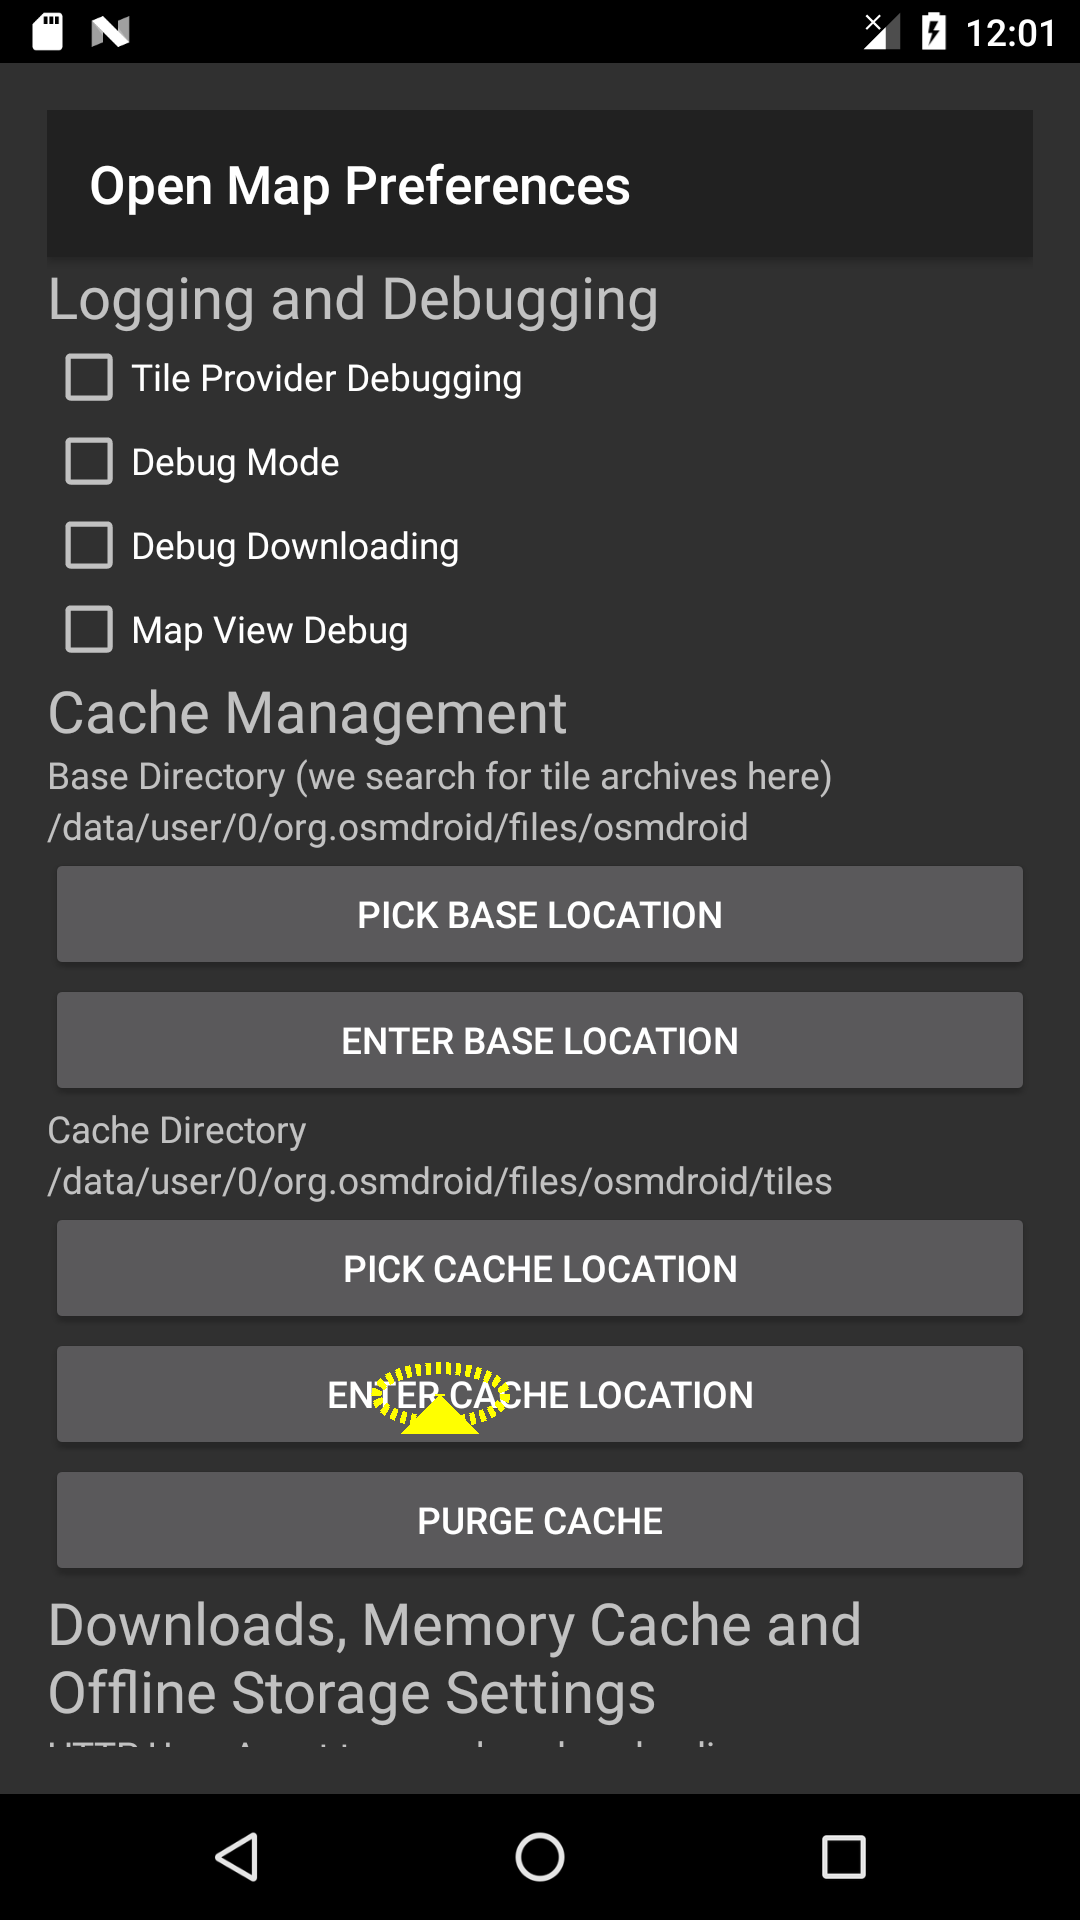 12:01
Open Map Preferences
Logging and Debugging
Tile Provider Debugging
Debug Mode
Debug Downloading
Map View Debug
Cache Management
Base Directory (we search for tile archives here)
/data/user/0/org.osmdroid/files/osmdroid
PICK BASE LOCATION
ENTER BASE LOCATION
Cache Directory
/data/user/0/org.osmdroid/files/osmdroid/tiles
PICK CACHE LOCATION
ENTER CACHE LOCATION
PURGE CACHE
Downloads, Memory Cache and
Offline Storage Settings